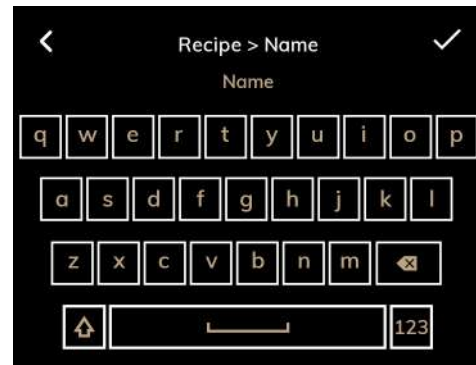 Recipe > Name
Name
q w e r t y u i o p
a s d f g h j k l
z x c v b n m
123